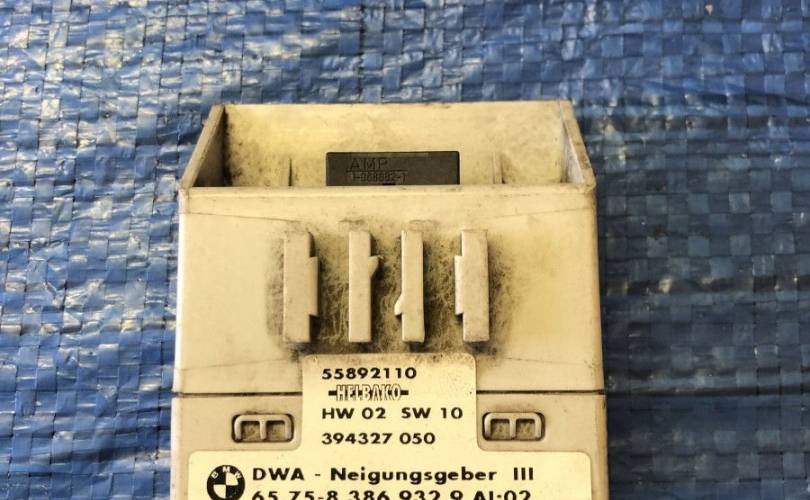 AMP
55892110
HELBAKO
HW 02 SW 10
394327 050
BMW
DWA - Neigungsgeber III
65.75-8 386 932.9 AI:02